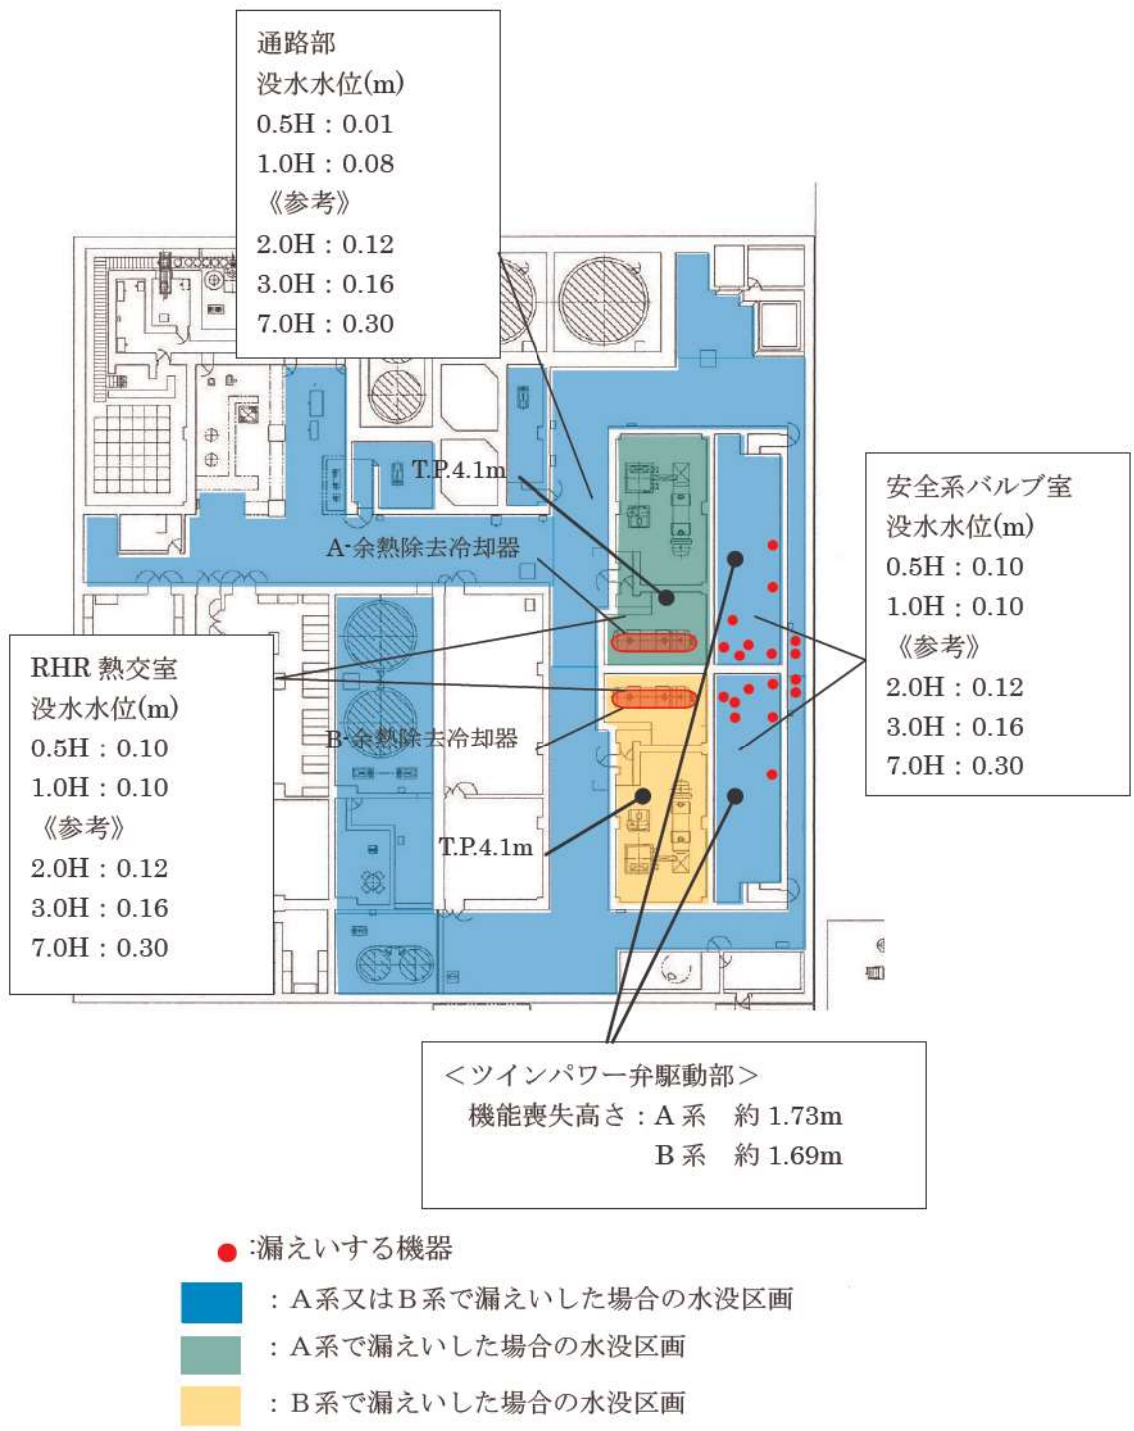 通路部
没水水位(m)
0.5H：0.01
1.0H：0.08
《参考》
2.0H：0.12
3.0H：0.16
7.0H：0.30
T.P.4.1m
A-余熱除去冷却器
安全系バルブ室
没水水位(m)
0.5H：0.10
1.0H：0.10
《参考》
2.0H：0.12
3.0H：0.16
7.0H：0.30
RHR 熱交室
没水水位(m)
0.5H：0.10
1.0H：0.10
《参考》
2.0H：0.12
3.0H：0.16
7.0H：0.30
B-余熱除去冷却器
T.P.4.1m
＜ツインパワー弁駆動部＞
機能喪失高さ：A 系　約 1.73m
B 系　約 1.69m
:漏えいする機器
：A系又はB系で漏えいした場合の水没区画
：A系で漏えいした場合の水没区画
：B系で漏えいした場合の水没区画